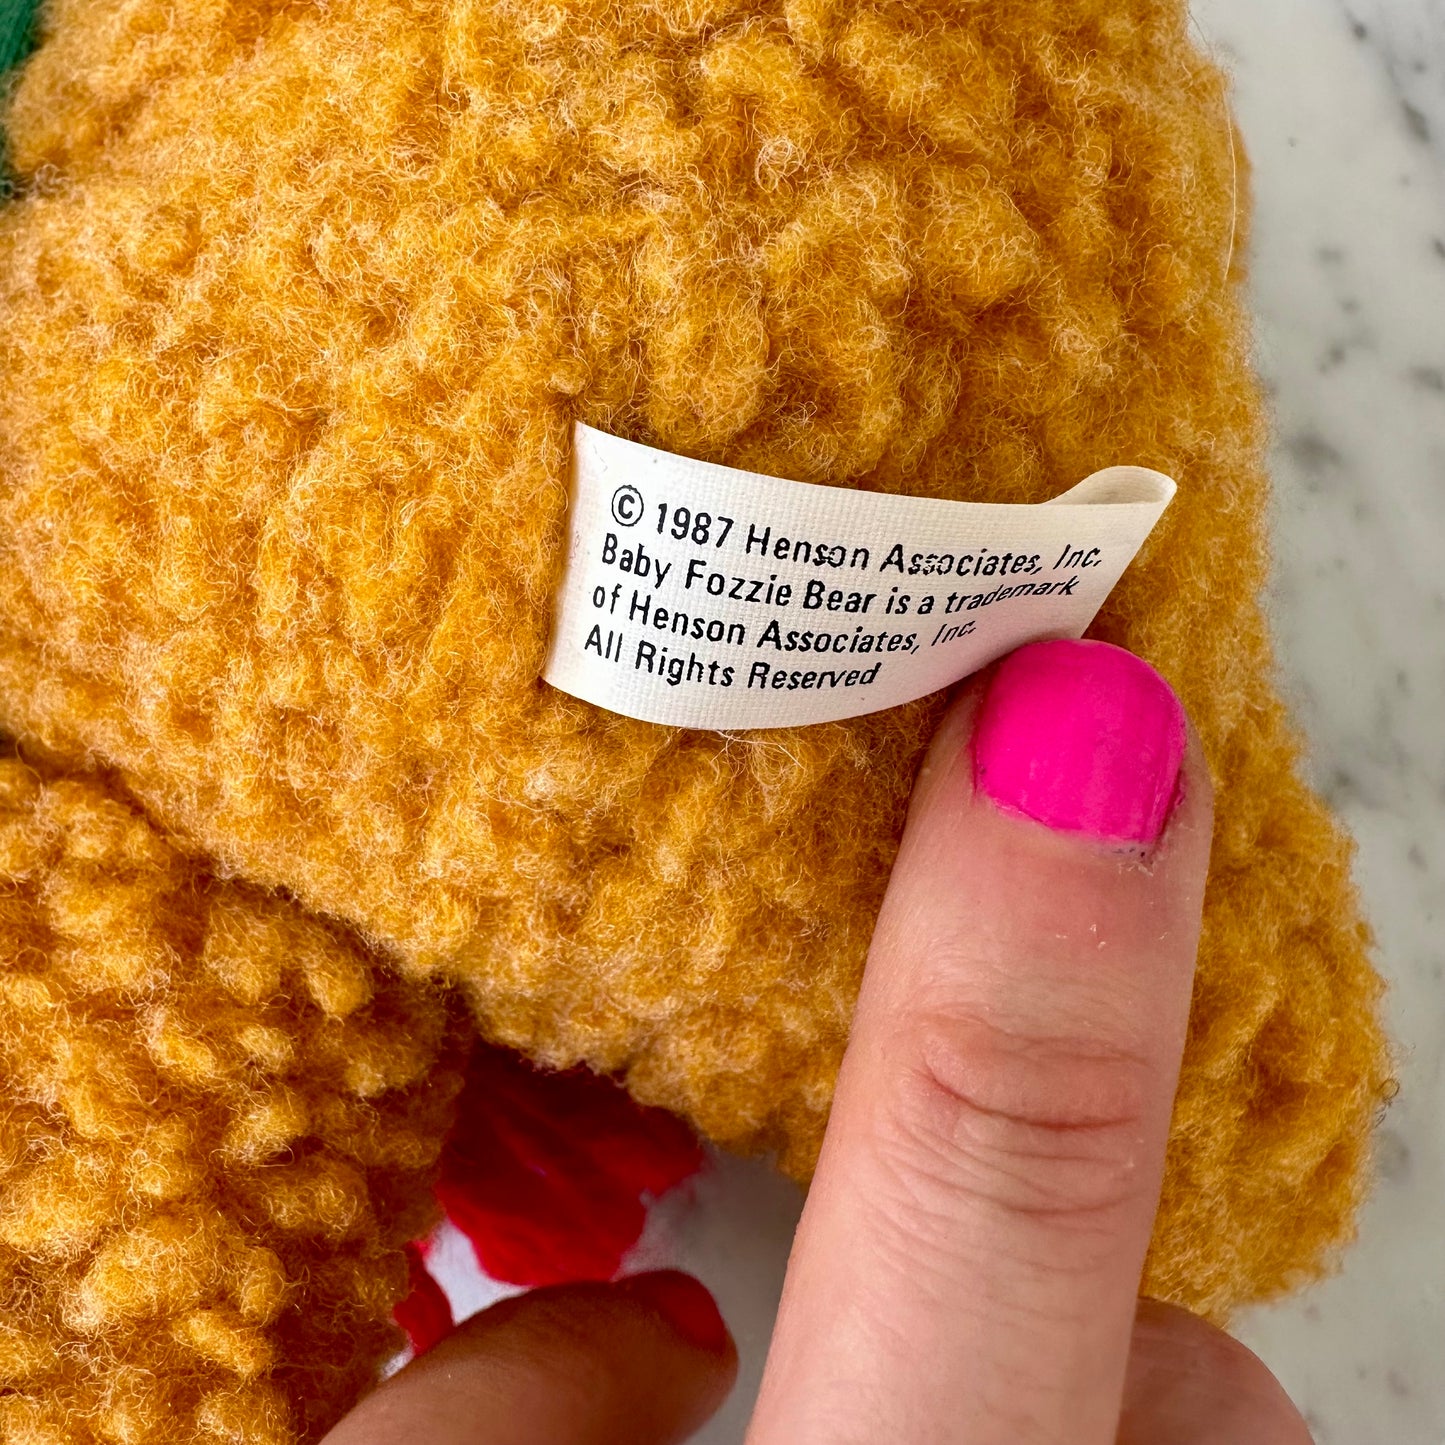 © 1987 Henson Associates, Inc.
Baby Fozzie Bear is a trademark
of Henson Associates, Inc.
All Rights Reserved